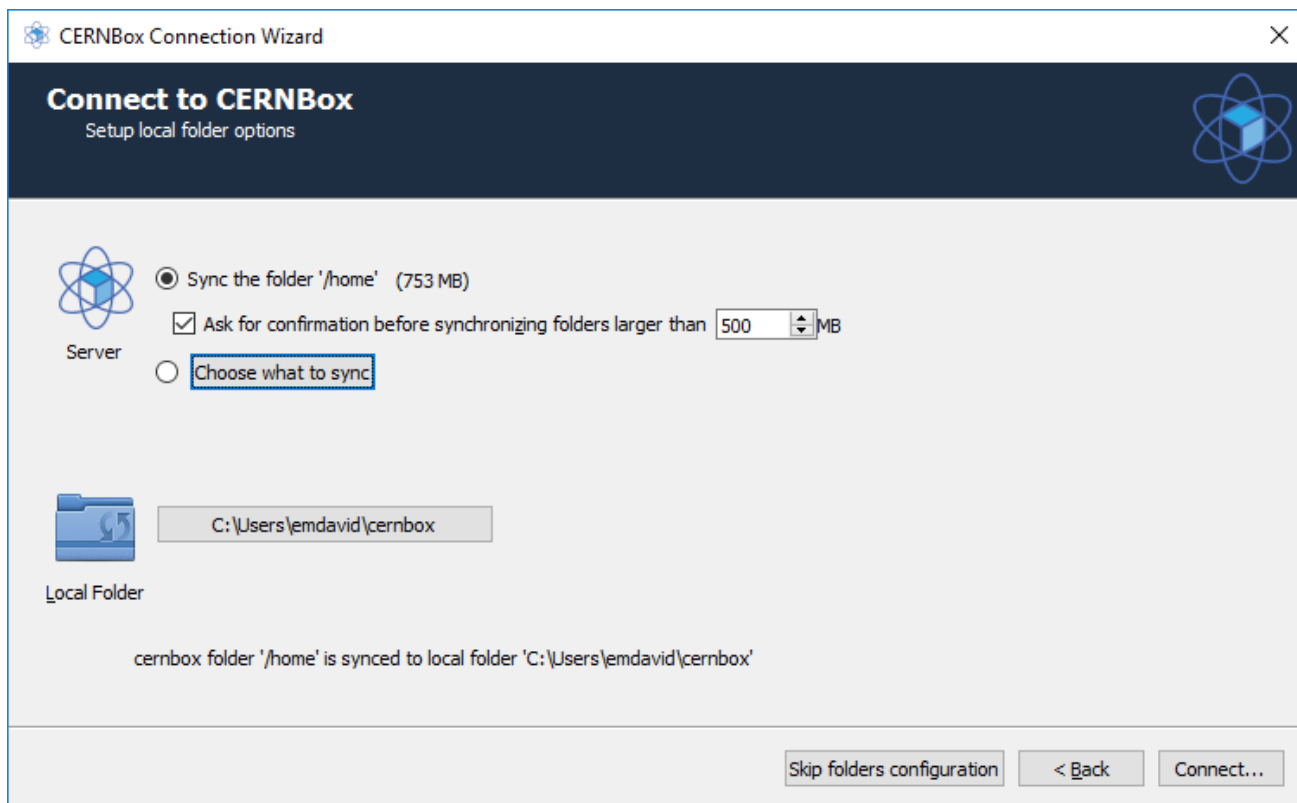 CERNBox Connection Wizard
Connect to CERNBox
Setup local folder options
Sync the folder '/home' (753 MB)
Ask for confirmation before synchronizing folders larger than 500 MB
Server
Choose what to sync
C:\Users\emdavid\cernbox
Local Folder
cernbox folder '/home' is synced to local folder 'C:\Users\emdavid\cernbox'
Skip folders configuration < Back Connect...